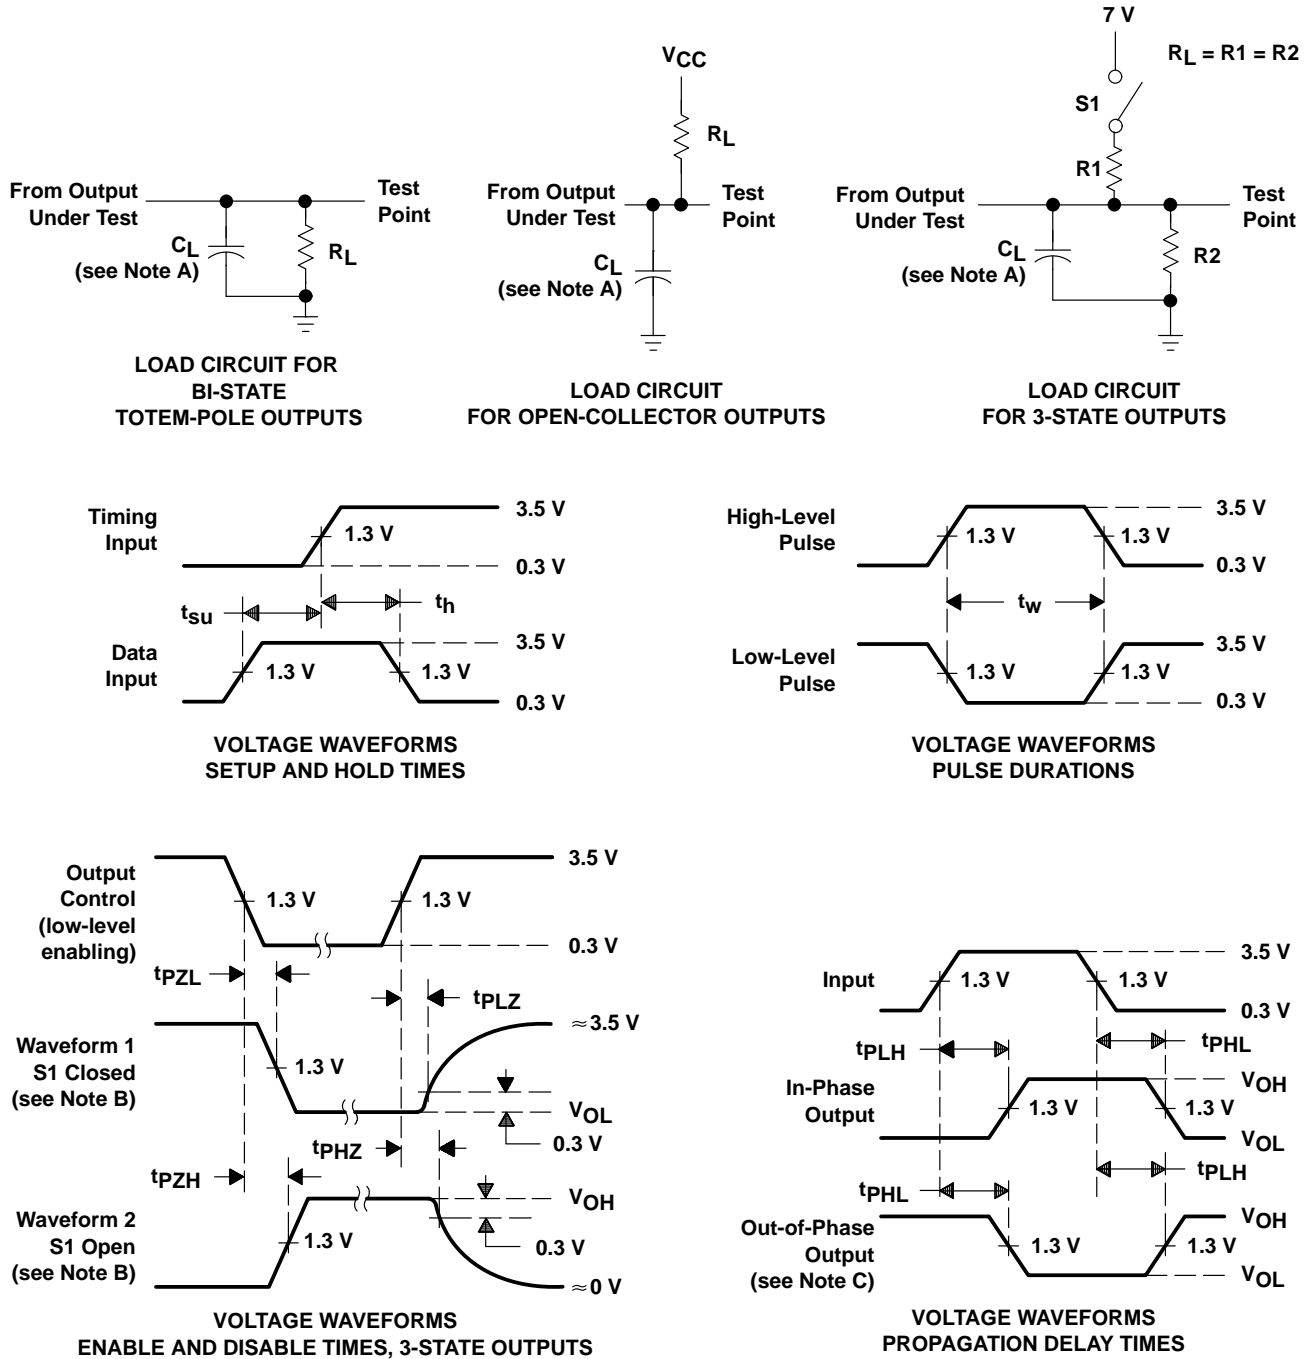 7 V
RL = R1 = R2
S1
R1
From Output
Under Test
Test
Point
CL
(see Note A)
R2
LOAD CIRCUIT
FOR 3-STATE OUTPUTS
VCC
RL
From Output
Under Test
Test
Point
CL
(see Note A)
LOAD CIRCUIT
FOR OPEN-COLLECTOR OUTPUTS
From Output
Under Test
Test
Point
CL
(see Note A)
RL
LOAD CIRCUIT FOR
BI-STATE
TOTEM-POLE OUTPUTS
Timing
Input
3.5 V
1.3 V
0.3 V
tsu
th
Data
Input
3.5 V
1.3 V
1.3 V
0.3 V
VOLTAGE WAVEFORMS
SETUP AND HOLD TIMES
High-Level
Pulse
3.5 V
1.3 V
1.3 V
0.3 V
tw
Low-Level
Pulse
3.5 V
1.3 V
1.3 V
0.3 V
VOLTAGE WAVEFORMS
PULSE DURATIONS
Output
Control
(low-level
enabling)
3.5 V
1.3 V
1.3 V
0.3 V
tPZL
tPLZ
Waveform 1
S1 Closed
(see Note B)
≈3.5 V
1.3 V
VOL
0.3 V
tPHZ
tPZH
Waveform 2
S1 Open
(see Note B)
VOH
1.3 V
0.3 V
≈0 V
VOLTAGE WAVEFORMS
ENABLE AND DISABLE TIMES, 3-STATE OUTPUTS
Input
3.5 V
1.3 V
1.3 V
0.3 V
tPLH
tPHL
In-Phase
Output
VOH
1.3 V
1.3 V
VOL
tPHL
tPLH
Out-of-Phase
Output
(see Note C)
VOH
1.3 V
1.3 V
VOL
VOLTAGE WAVEFORMS
PROPAGATION DELAY TIMES